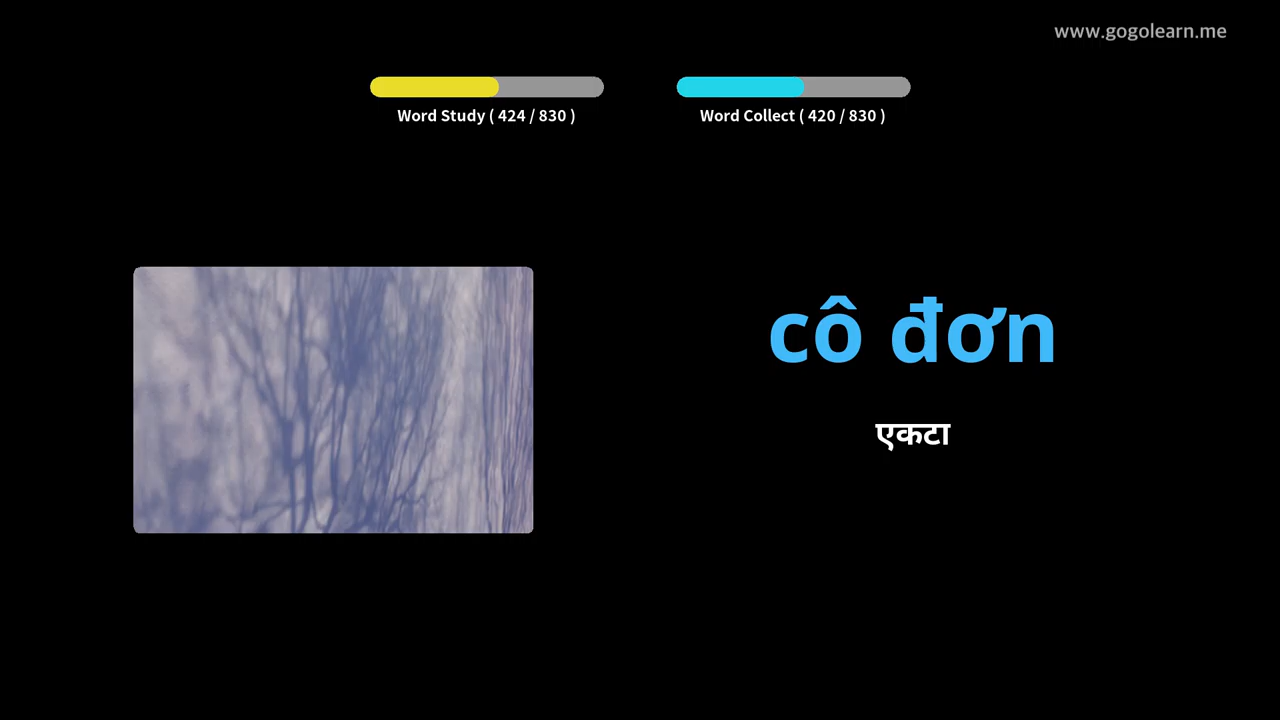 www.gogolearn.me
Word Study ( 424 / 830 )
Word Collect ( 420 / 830 )
cô đơn
एकटा